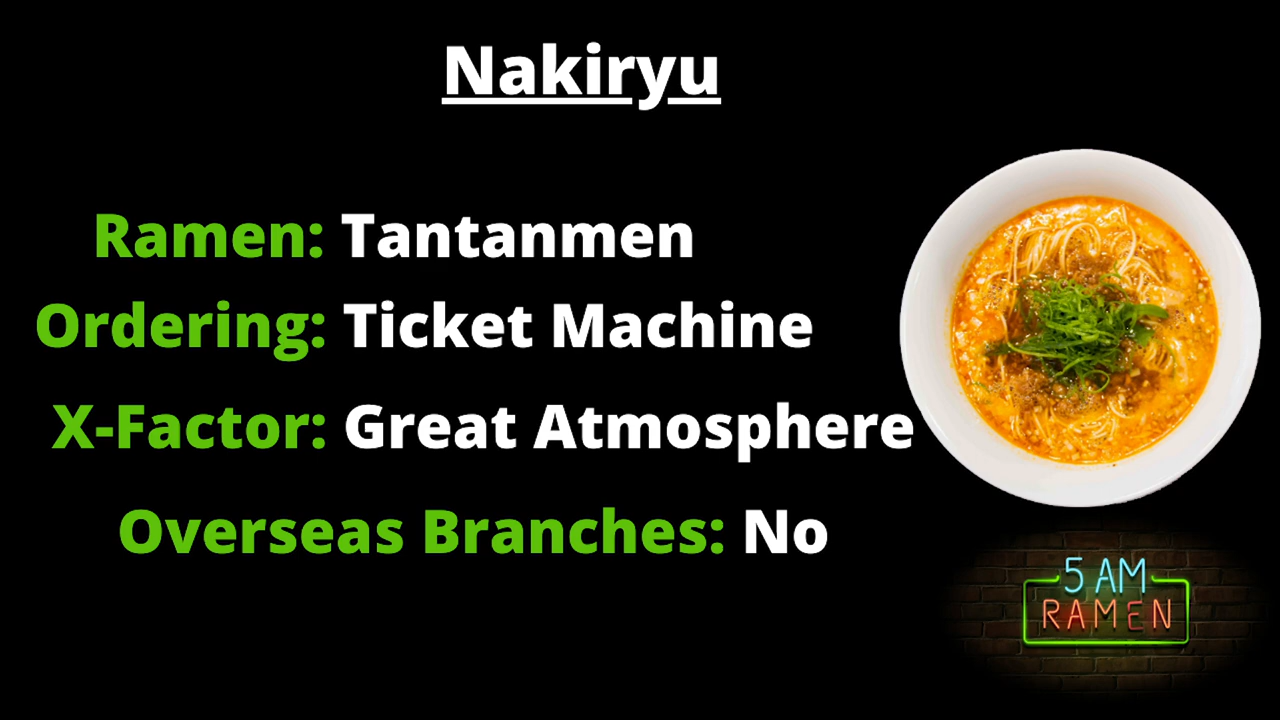 Nakiryu
Ramen: Tantanmen
Ordering: Ticket Machine
X-Factor: Great Atmosphere
Overseas Branches: No
5 AM
RAMEN